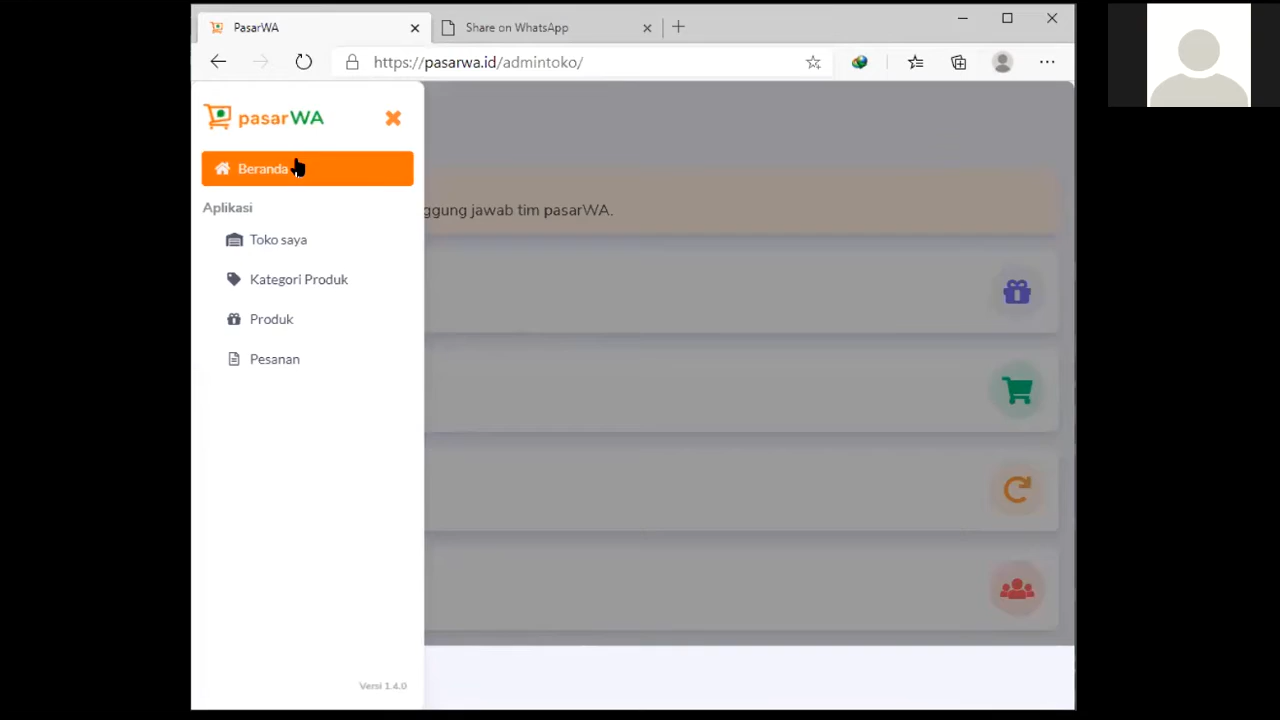 PasarWA
Share on WhatsApp
https://pasarwa.id/admintoko/
pasarWA
Beranda
Aplikasi
Toko saya
Kategori Produk
Produk
Pesanan
Versi 1.4.0
ggung jawab tim pasarWA.